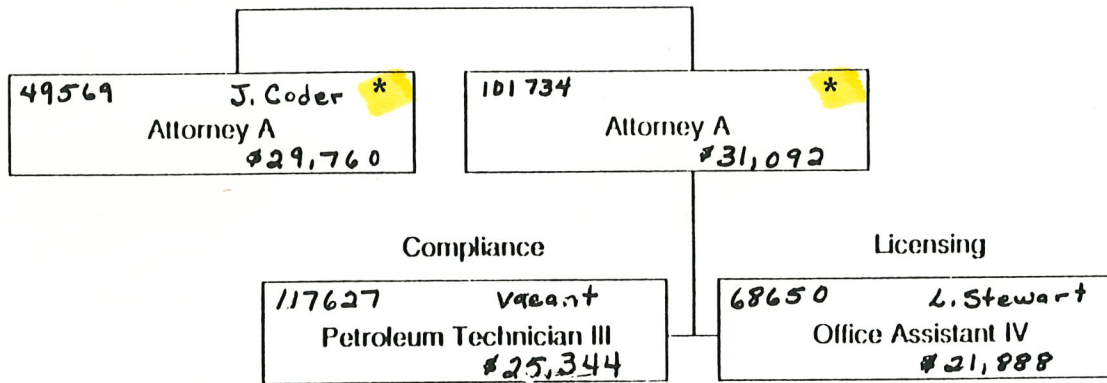 49569 J. Coder *
Attorney A
$29,760
101734 *
Attorney A
$31,092
Compliance
117627 Vacant
Petroleum Technician III
$25,344
Licensing
68650 L. Stewart
Office Assistant IV
$21,888